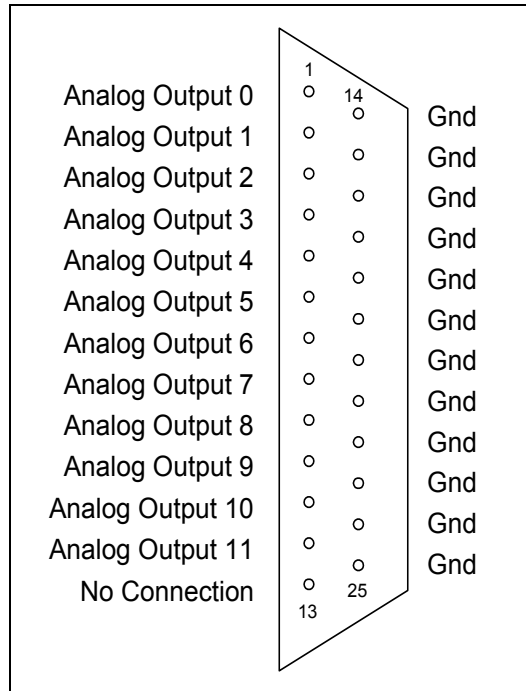 1
Analog Output 0
14
Gnd
Analog Output 1
Gnd
Analog Output 2
Gnd
Analog Output 3
Gnd
Analog Output 4
Gnd
Analog Output 5
Gnd
Analog Output 6
Gnd
Analog Output 7
Gnd
Analog Output 8
Gnd
Analog Output 9
Gnd
Analog Output 10
Gnd
Analog Output 11
Gnd
No Connection
25
13